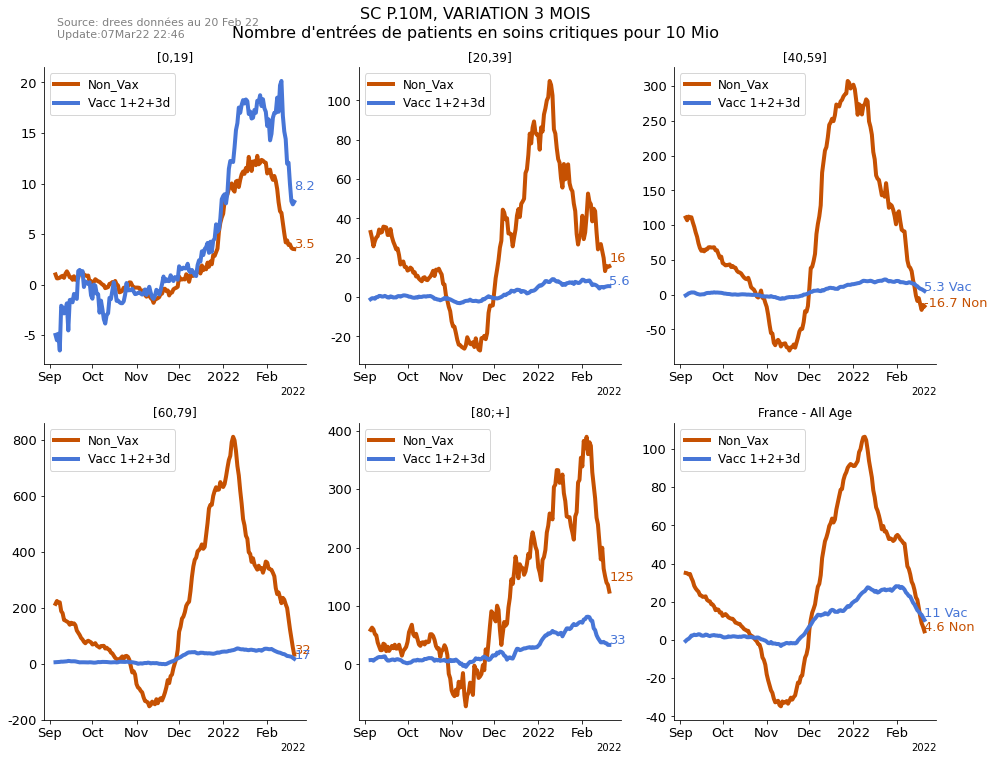 SC P.10M, VARIATION 3 MOIS
Source: drees données au 20 Feb 22
Nombre d'entrées de patients en soins critiques pour 10 Mio
Update:07Mar22 22:46
[0,19]
Non_Vax
Vacc 1+2+3d
20
15
10
5
0
-5
8.2
3.5
Sep Oct Nov Dec 2022 Feb
2022
[20,39]
Non_Vax
Vacc 1+2+3d
100
80
60
40
20
0
-20
16
5.6
Sep Oct Nov Dec 2022 Feb
2022
[40,59]
Non_Vax
Vacc 1+2+3d
300
250
200
150
100
50
0
-50
5.3 Vac
-16.7 Non
Sep Oct Nov Dec 2022 Feb
2022
[60,79]
Non_Vax
Vacc 1+2+3d
800
600
400
200
0
-200
32
17
Sep Oct Nov Dec 2022 Feb
2022
[80;+]
Non_Vax
Vacc 1+2+3d
400
300
200
100
0
125
33
Sep Oct Nov Dec 2022 Feb
2022
France - All Age
Non_Vax
Vacc 1+2+3d
100
80
60
40
20
0
-20
-40
11 Vac
4.6 Non
Sep Oct Nov Dec 2022 Feb
2022